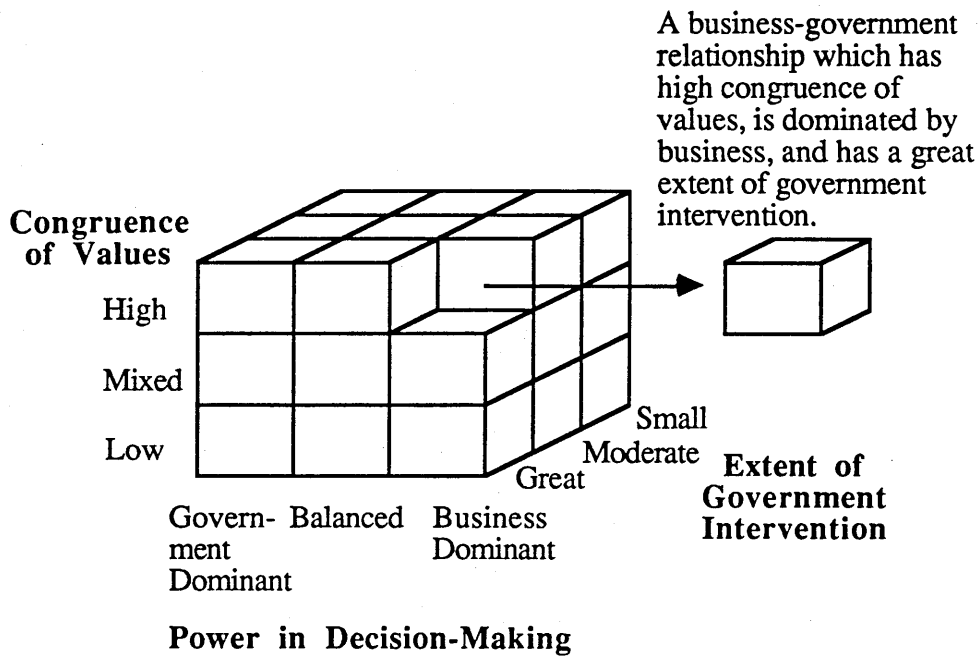 A business-government
relationship which has
high congruence of
values, is dominated by
business, and has a great
extent of government
intervention.
Congruence
of Values
High
Mixed
Low
Small
Moderate
Great
Extent of
Government
Intervention
Govern-
ment
Dominant
Balanced
Business
Dominant
Power in Decision-Making